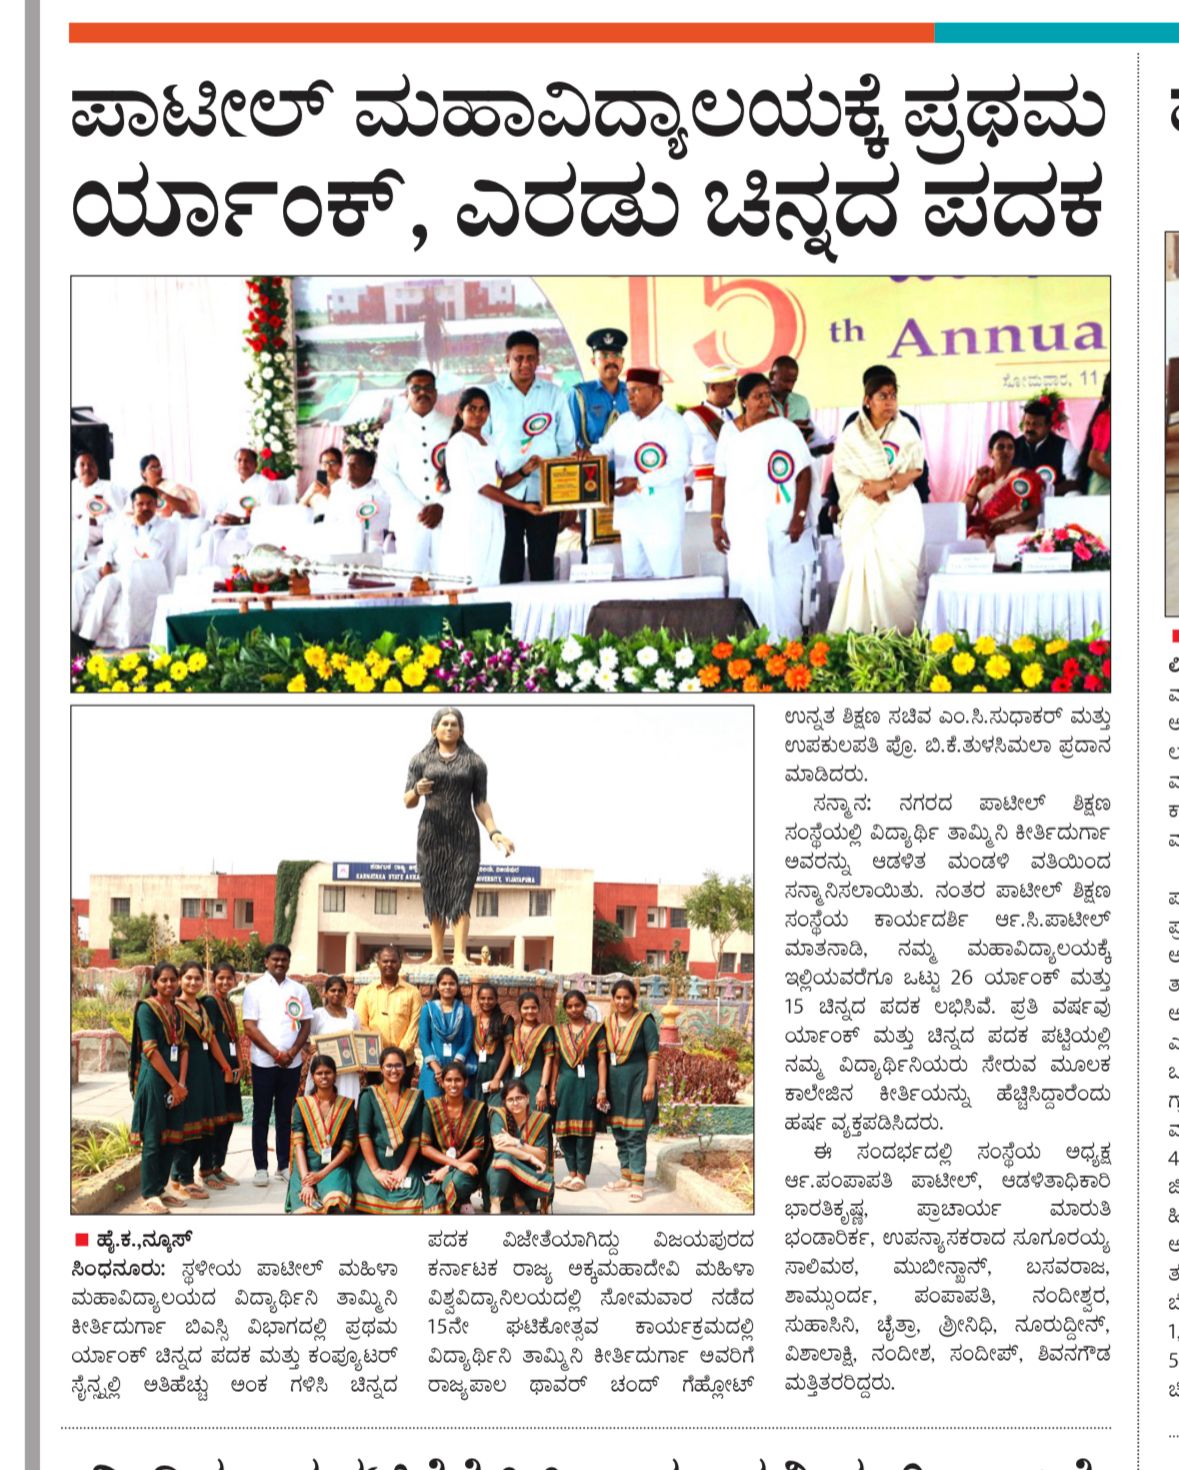 ಪಾಟೀಲ್ ಮಹಾವಿದ್ಯಾಲಯಕ್ಕೆ ಪ್ರಥಮ
ರ್ಯಾಂಕ್, ಎರಡು ಚಿನ್ನದ ಪದಕ
15
th Annua
ಸೋಮವಾರ, 11
KARNATAKA STATE AKKA
UNIVERSITY, VIJAYAPURA
■ ಹೈ.ಕ.,ನ್ಯೂಸ್
ಸಿಂಧನೂರು: ಸ್ಥಳೀಯ ಪಾಟೀಲ್ ಮಹಿಳಾ
ಮಹಾವಿದ್ಯಾಲಯದ ವಿದ್ಯಾರ್ಥಿನಿ ತಾಮ್ಮಿನಿ
ಕೀರ್ತಿದುರ್ಗಾ ಬಿಎಸ್ಸಿ ವಿಭಾಗದಲ್ಲಿ ಪ್ರಥಮ
ರ್ಯಾಂಕ್ ಚಿನ್ನದ ಪದಕ ಮತ್ತು ಕಂಪ್ಯೂಟರ್
ಸೈನ್ಸ್ನಲ್ಲಿ ಅತಿಹೆಚ್ಚು ಅಂಕ ಗಳಿಸಿ ಚಿನ್ನದ
ಪದಕ ವಿಜೇತೆಯಾಗಿದ್ದು ವಿಜಯಪುರದ
ಕರ್ನಾಟಕ ರಾಜ್ಯ ಅಕ್ಕಮಹಾದೇವಿ ಮಹಿಳಾ
ವಿಶ್ವವಿದ್ಯಾನಿಲಯದಲ್ಲಿ ಸೋಮವಾರ ನಡೆದ
15ನೇ ಘಟಿಕೋತ್ಸವ ಕಾರ್ಯಕ್ರಮದಲ್ಲಿ
ವಿದ್ಯಾರ್ಥಿನಿ ತಾಮ್ಮಿನಿ ಕೀರ್ತಿದುರ್ಗಾ ಅವರಿಗೆ
ರಾಜ್ಯಪಾಲ ಥಾವರ್ ಚಂದ್ ಗೆಹ್ಲೋಟ್
ಉನ್ನತ ಶಿಕ್ಷಣ ಸಚಿವ ಎಂ.ಸಿ.ಸುಧಾಕರ್ ಮತ್ತು
ಉಪಕುಲಪತಿ ಪ್ರೊ. ಬಿ.ಕೆ.ತುಳಸಿಮಲಾ ಪ್ರದಾನ
ಮಾಡಿದರು.
ಸನ್ಮಾನ: ನಗರದ ಪಾಟೀಲ್ ಶಿಕ್ಷಣ
ಸಂಸ್ಥೆಯಲ್ಲಿ ವಿದ್ಯಾರ್ಥಿ ತಾಮ್ಮಿನಿ ಕೀರ್ತಿದುರ್ಗಾ
ಅವರನ್ನು ಆಡಳಿತ ಮಂಡಳಿ ವತಿಯಿಂದ
ಸನ್ಮಾನಿಸಲಾಯಿತು. ನಂತರ ಪಾಟೀಲ್ ಶಿಕ್ಷಣ
ಸಂಸ್ಥೆಯ ಕಾರ್ಯದರ್ಶಿ ಆರ್.ಸಿ.ಪಾಟೀಲ್
ಮಾತನಾಡಿ, ನಮ್ಮ ಮಹಾವಿದ್ಯಾಲಯಕ್ಕೆ
ಇಲ್ಲಿಯವರೆಗೂ ಒಟ್ಟು 26 ರ್ಯಾಂಕ್ ಮತ್ತು
15 ಚಿನ್ನದ ಪದಕ ಲಭಿಸಿವೆ. ಪ್ರತಿ ವರ್ಷವು
ರ್ಯಾಂಕ್ ಮತ್ತು ಚಿನ್ನದ ಪದಕ ಪಟ್ಟಿಯಲ್ಲಿ
ನಮ್ಮ ವಿದ್ಯಾರ್ಥಿನಿಯರು ಸೇರುವ ಮೂಲಕ
ಕಾಲೇಜಿನ ಕೀರ್ತಿಯನ್ನು ಹೆಚ್ಚಿಸಿದ್ದಾರೆಂದು
ಹರ್ಷ ವ್ಯಕ್ತಪಡಿಸಿದರು.
ಈ ಸಂದರ್ಭದಲ್ಲಿ ಸಂಸ್ಥೆಯ ಅಧ್ಯಕ್ಷ
ಆರ್.ಪಂಪಾಪತಿ ಪಾಟೀಲ್, ಆಡಳಿತಾಧಿಕಾರಿ
ಭಾರತಿಕೃಷ್ಣ, ಪ್ರಾಚಾರ್ಯ ಮಾರುತಿ
ಭಂಡಾರ್ಕರ್, ಉಪನ್ಯಾಸಕರಾದ ಸೂಗೂರಯ್ಯ
ಸಾಲಿಮಠ, ಮುಬೀನ್ಖಾನ್, ಬಸವರಾಜ,
ಶಾಮ್ಸುಂದರ್, ಪಂಪಾಪತಿ, ನಂದೀಶ್ವರ,
ಸುಹಾಸಿನಿ, ಚೈತ್ರಾ, ಶ್ರೀನಿಧಿ, ನೂರುದ್ದೀನ್,
ವಿಶಾಲಾಕ್ಷಿ, ನಂದೀಶ, ಸಂದೀಪ್, ಶಿವನಗೌಡ
ಮತ್ತಿತರರಿದ್ದರು.